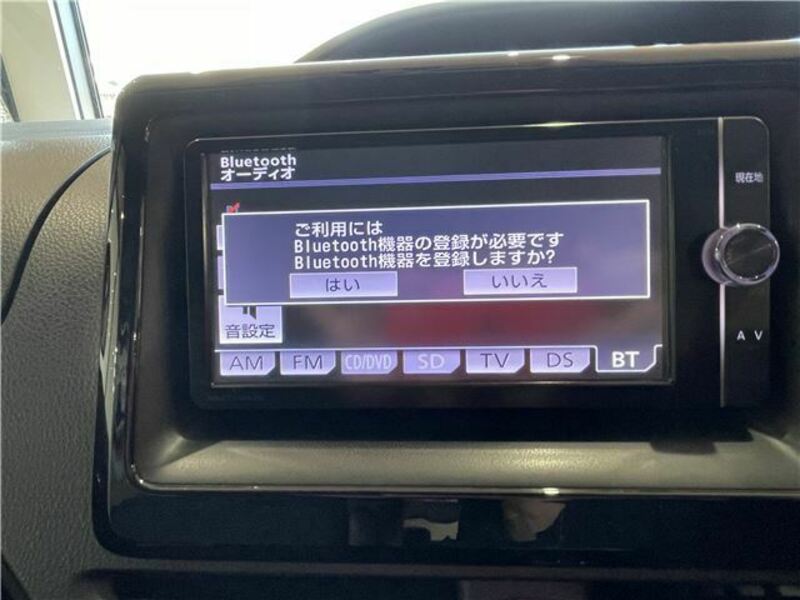 Bluetooth
オーディオ
現在地
ご利用には
Bluetooth機器の登録が必要です
Bluetooth機器を登録しますか?
はい いいえ
音設定
AM FM CD/DVD SD TV DS BT
A V